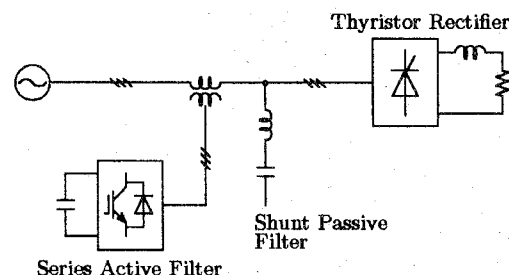 Thyristor Rectifier
Shunt Passive
Filter
Series Active Filter